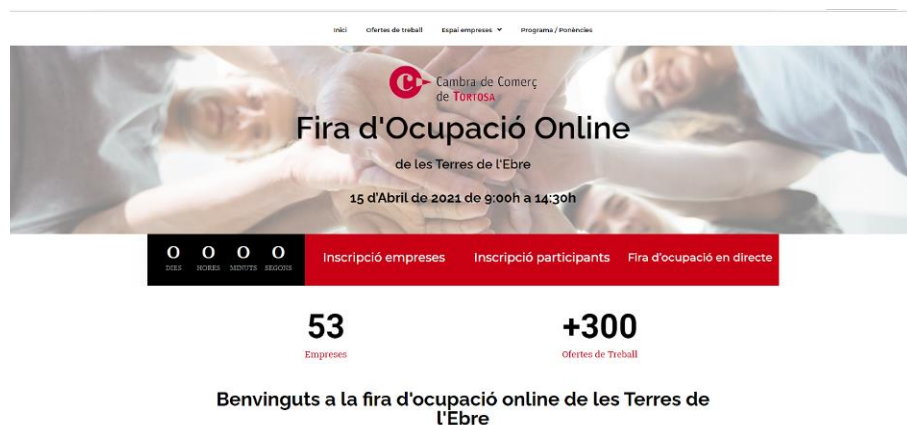 Inici Ofertes de treball Espai empreses Programa / Ponències
Cambra de Comerç
de Tortosa
Fira d'Ocupació Online
de les Terres de l'Ebre
15 d'Abril de 2021 de 9:00h a 14:30h
0 0 0 0
DIES HORES MINUTS SEGONS
Inscripció empreses Inscripció participants Fira d'ocupació en directe
53 +300
Empreses Ofertes de Treball
Benvinguts a la fira d'ocupació online de les Terres de
l'Ebre